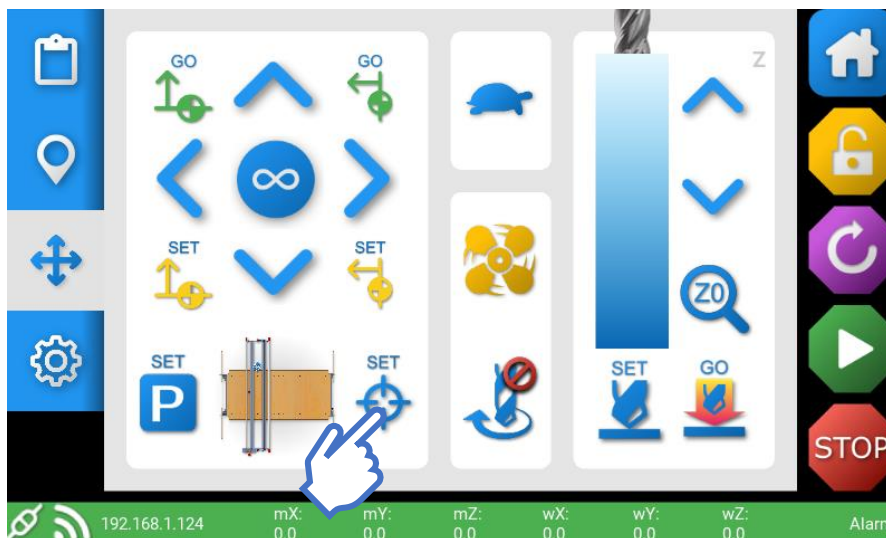 GO
GO
Z
SET
SET
Z0
SET
P
SET
SET
GO
STOP
192.168.1.124
mX:
0.0
mY:
0.0
mZ:
0.0
wX:
0.0
wY:
0.0
wZ:
0.0
Alarm